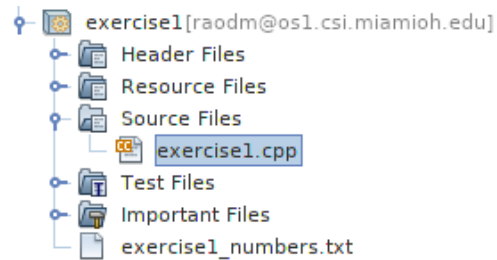 exercise1[raodm@os1.csi.miamioh.edu]
Header Files
Resource Files
Source Files
exercise1.cpp
Test Files
Important Files
exercise1_numbers.txt